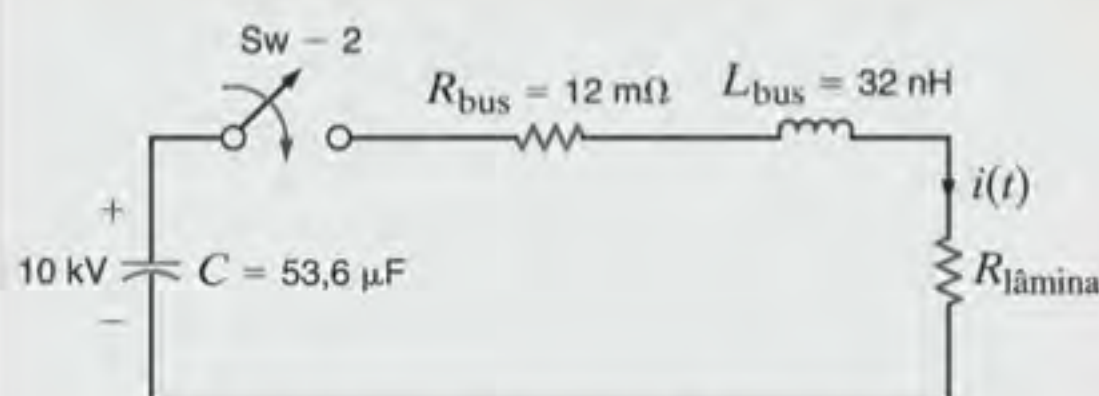 Sw – 2
R_bus = 12 mΩ L_bus = 32 nH
i(t)
+
10 kV C = 53,6 μF R_lâmina
–